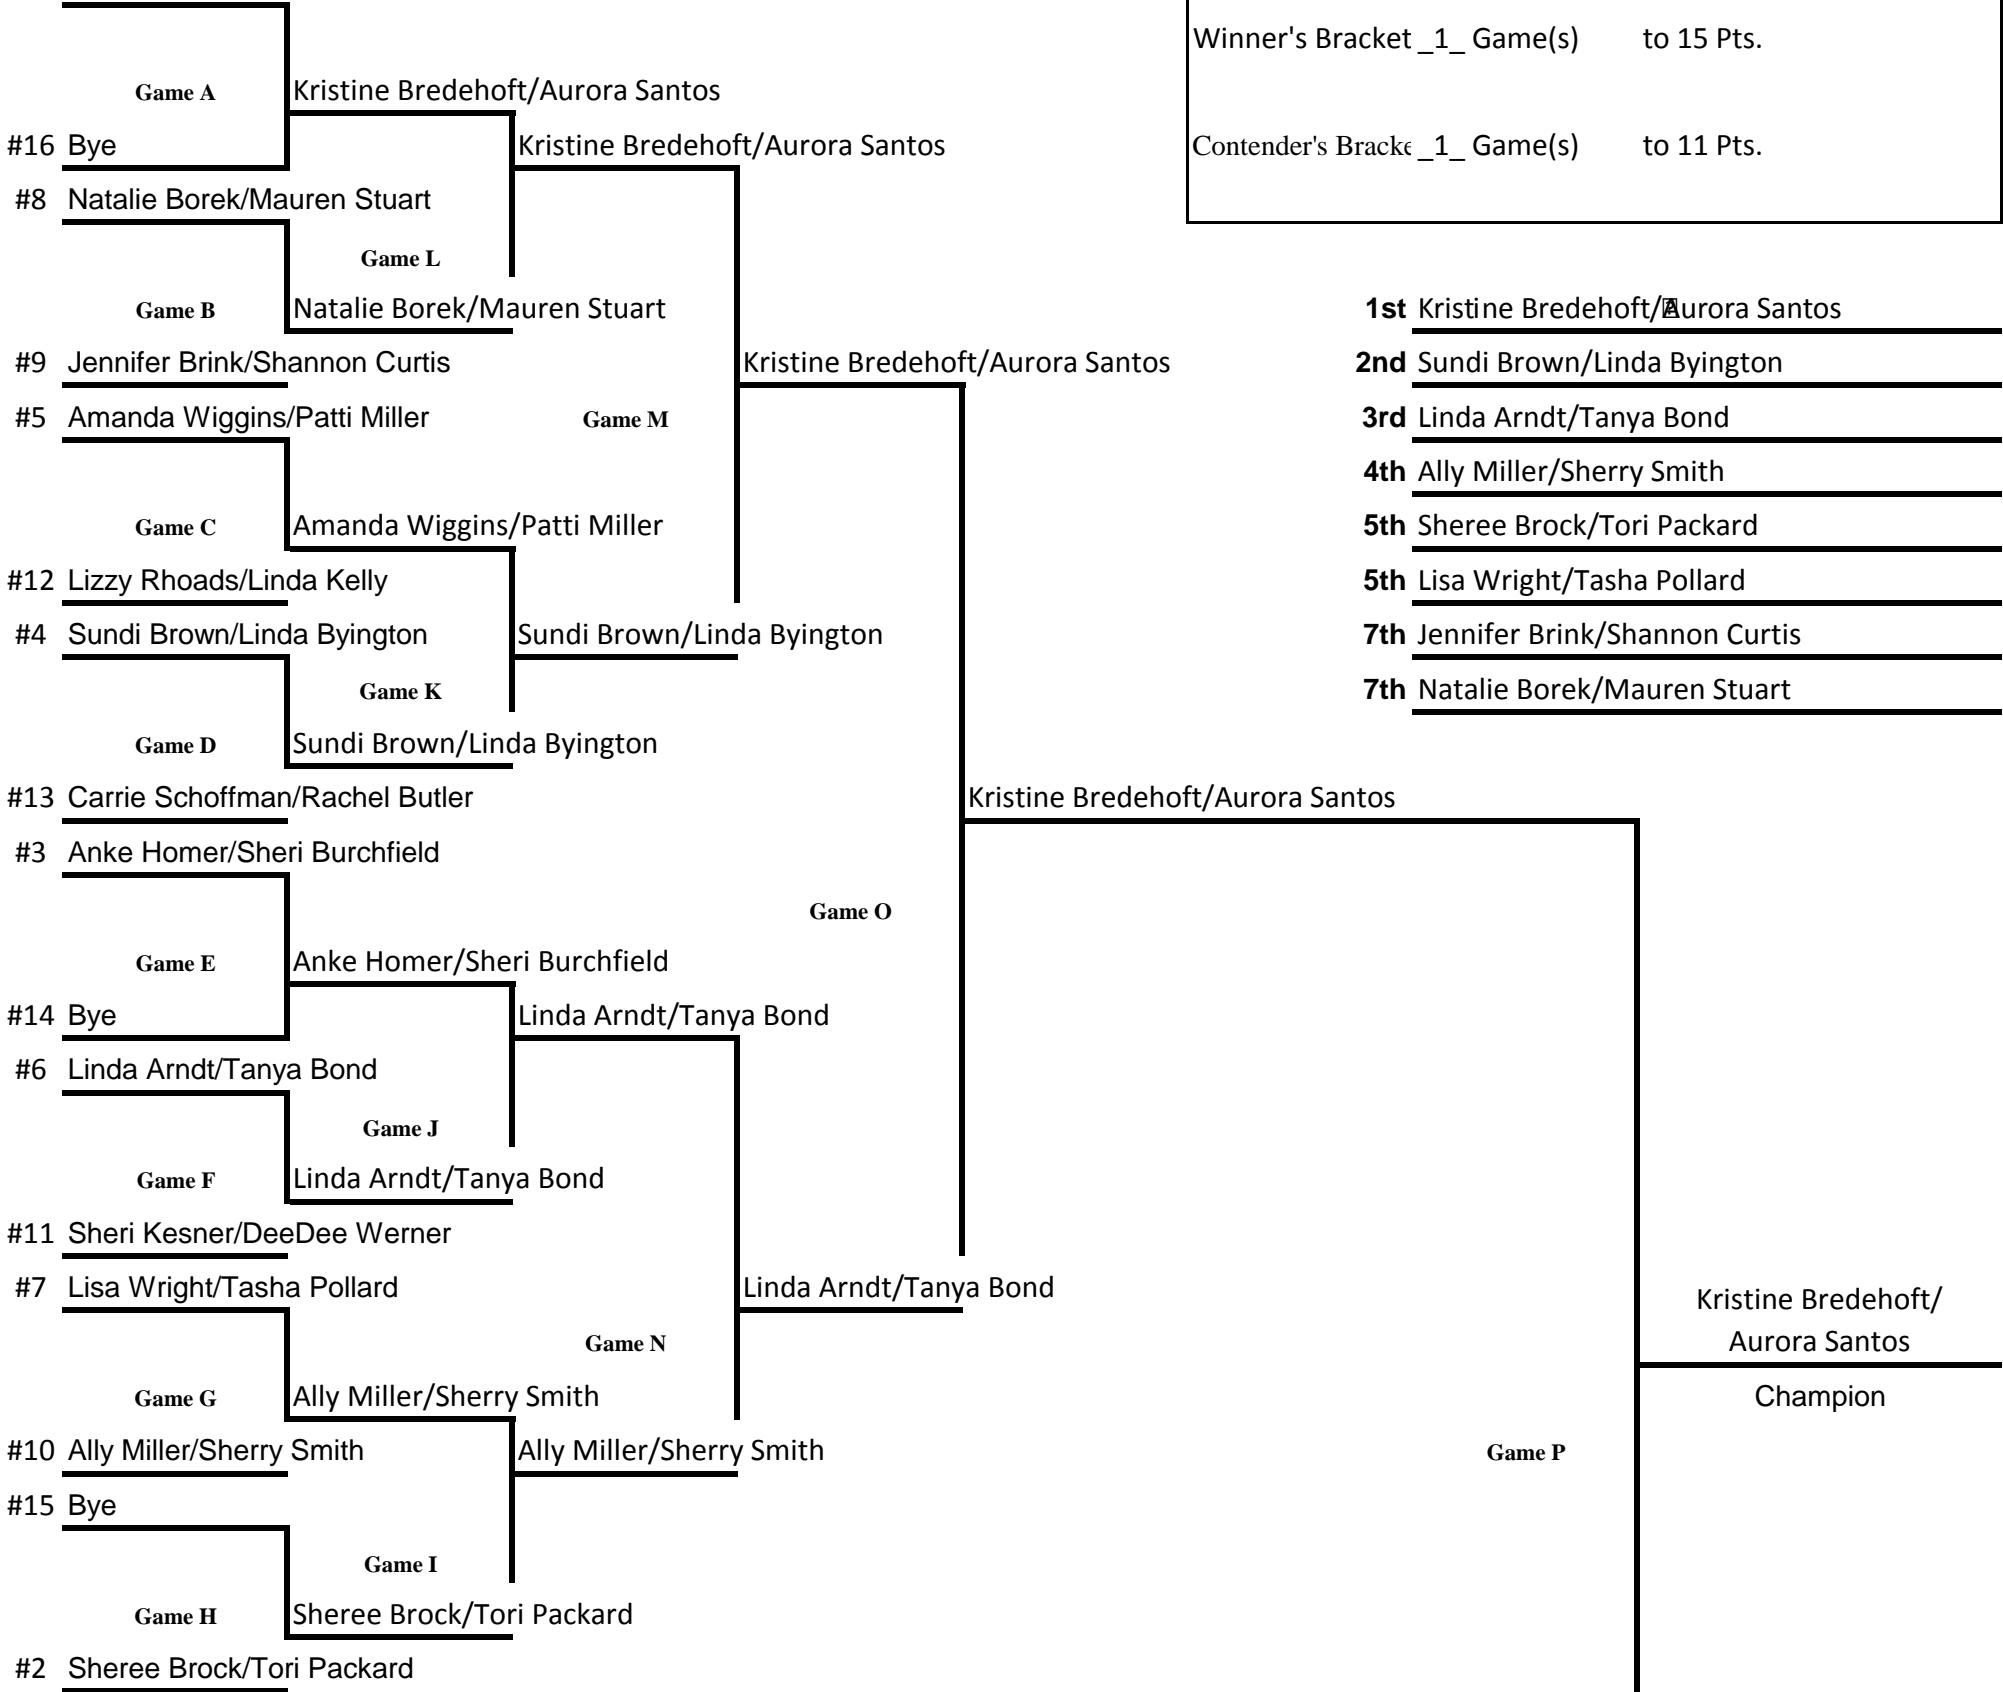 Winner's Bracket _1_ Game(s) to 15 Pts.
Game A Kristine Bredehoft/Aurora Santos
#16 Bye Kristine Bredehoft/Aurora Santos Contender's Bracke _1_ Game(s) to 11 Pts.
#8 Natalie Borek/Mauren Stuart
Game L
Game B Natalie Borek/Mauren Stuart 1st Kristine Bredehoft/Aurora Santos
#9 Jennifer Brink/Shannon Curtis Kristine Bredehoft/Aurora Santos 2nd Sundi Brown/Linda Byington
#5 Amanda Wiggins/Patti Miller Game M 3rd Linda Arndt/Tanya Bond
4th Ally Miller/Sherry Smith
Game C Amanda Wiggins/Patti Miller 5th Sheree Brock/Tori Packard
#12 Lizzy Rhoads/Linda Kelly 5th Lisa Wright/Tasha Pollard
#4 Sundi Brown/Linda Byington Sundi Brown/Linda Byington 7th Jennifer Brink/Shannon Curtis
Game K 7th Natalie Borek/Mauren Stuart
Game D Sundi Brown/Linda Byington
#13 Carrie Schoffman/Rachel Butler Kristine Bredehoft/Aurora Santos
#3 Anke Homer/Sheri Burchfield
Game O
Game E Anke Homer/Sheri Burchfield
#14 Bye Linda Arndt/Tanya Bond
#6 Linda Arndt/Tanya Bond
Game J
Game F Linda Arndt/Tanya Bond
#11 Sheri Kesner/DeeDee Werner
#7 Lisa Wright/Tasha Pollard Linda Arndt/Tanya Bond Kristine Bredehoft/
Game N Aurora Santos
Game G Ally Miller/Sherry Smith Champion
#10 Ally Miller/Sherry Smith Ally Miller/Sherry Smith Game P
#15 Bye
Game I
Game H Sheree Brock/Tori Packard
#2 Sheree Brock/Tori Packard